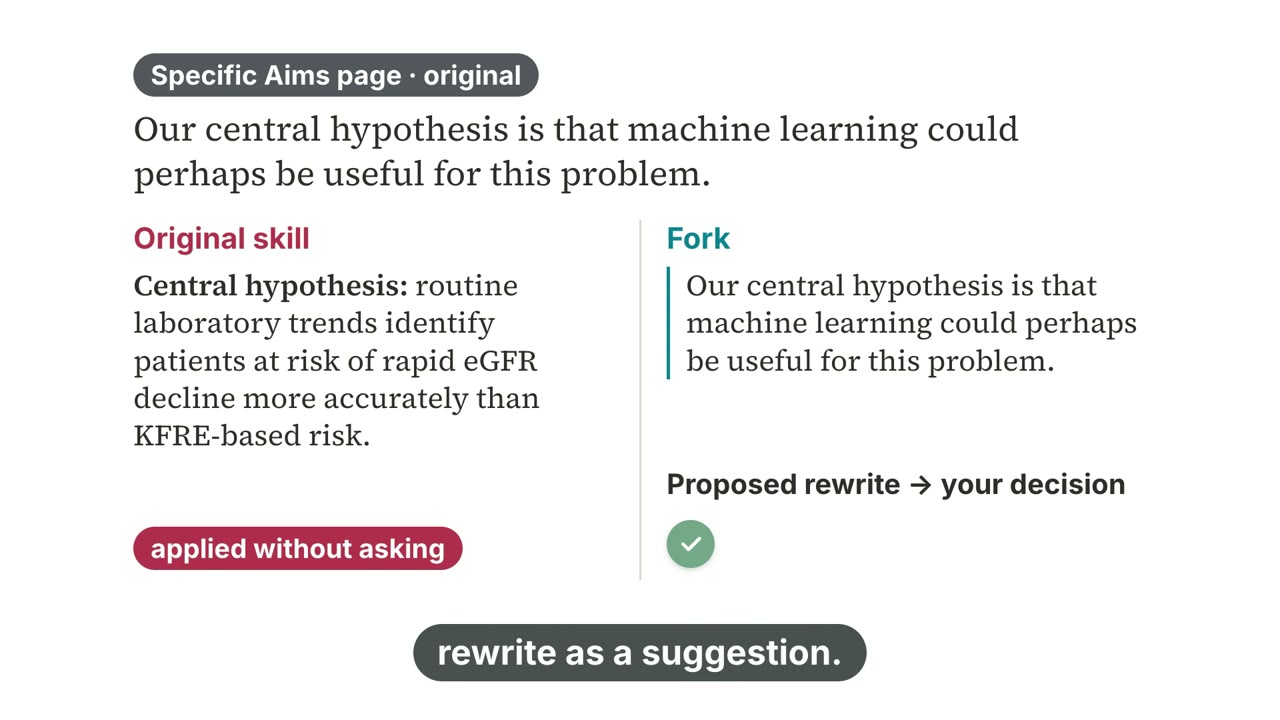 Specific Aims page · original
Our central hypothesis is that machine learning could
perhaps be useful for this problem.
Original skill
Central hypothesis: routine
laboratory trends identify
patients at risk of rapid eGFR
decline more accurately than
KFRE-based risk.
applied without asking
Fork
Our central hypothesis is that
machine learning could perhaps
be useful for this problem.
Proposed rewrite → your decision
rewrite as a suggestion.